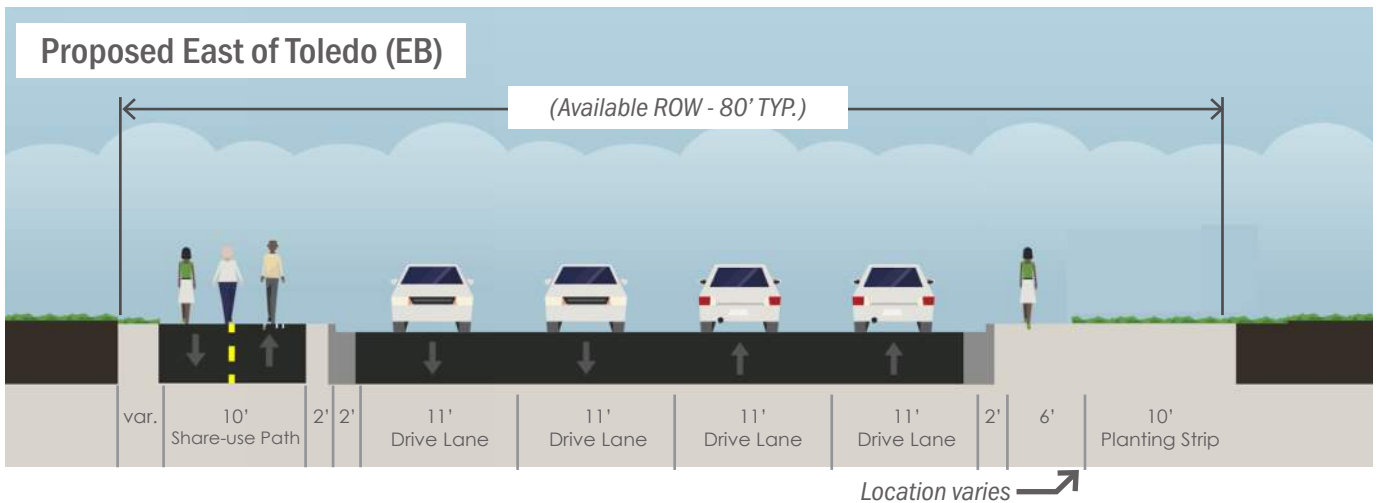 Proposed East of Toledo (EB)
(Available ROW - 80' TYP.)
var.
10'
Share-use Path
2'
2'
11'
Drive Lane
11'
Drive Lane
11'
Drive Lane
11'
Drive Lane
2'
6'
10'
Planting Strip
Location varies